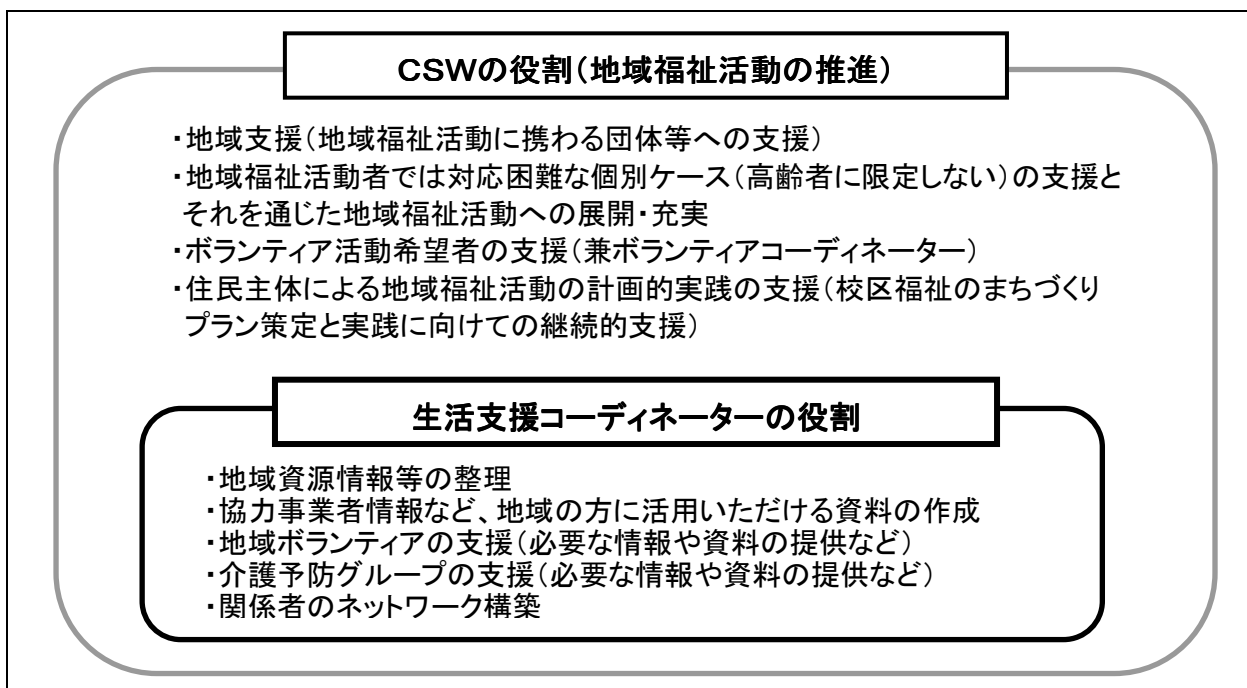 CSWの役割(地域福祉活動の推進)
・地域支援(地域福祉活動に携わる団体等への支援)
・地域福祉活動者では対応困難な個別ケース(高齢者に限定しない)の支援と
それを通じた地域福祉活動への展開・充実
・ボランティア活動希望者の支援(兼ボランティアコーディネーター)
・住民主体による地域福祉活動の計画的実践の支援(校区福祉のまちづくり
プラン策定と実践に向けての継続的支援)
生活支援コーディネーターの役割
・地域資源情報等の整理
・協力事業者情報など、地域の方に活用いただける資料の作成
・地域ボランティアの支援(必要な情報や資料の提供など)
・介護予防グループの支援(必要な情報や資料の提供など)
・関係者のネットワーク構築